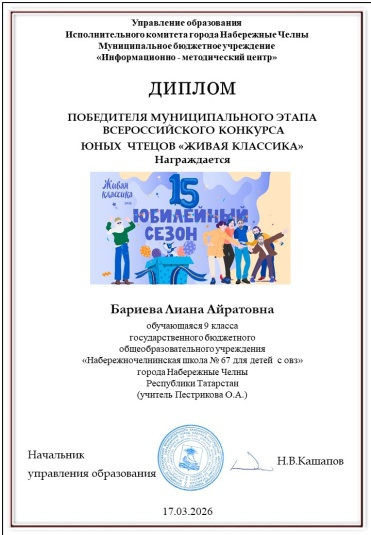 Управление образования
Исполнительного комитета города Набережные Челны
Муниципальное бюджетное учреждение
«Информационно - методический центр»
ДИПЛОМ
ПОБЕДИТЕЛЯ МУНИЦИПАЛЬНОГО ЭТАПА
ВСЕРОССИЙСКОГО КОНКУРСА
ЮНЫХ ЧТЕЦОВ «ЖИВАЯ КЛАССИКА»
Награждается
Живая
классика
15
ЮБИЛЕЙНЫЙ
СЕЗОН
Бариева Лиана Айратовна
обучающаяся 9 класса
государственного бюджетного
общеобразовательного учреждения
«Набережночелнинская школа № 67 для детей с овз»
города Набережные Челны
Республики Татарстан
(учитель Пестрикова О.А.)
Начальник
управления образования
Н.В.Кашапов
17.03.2026